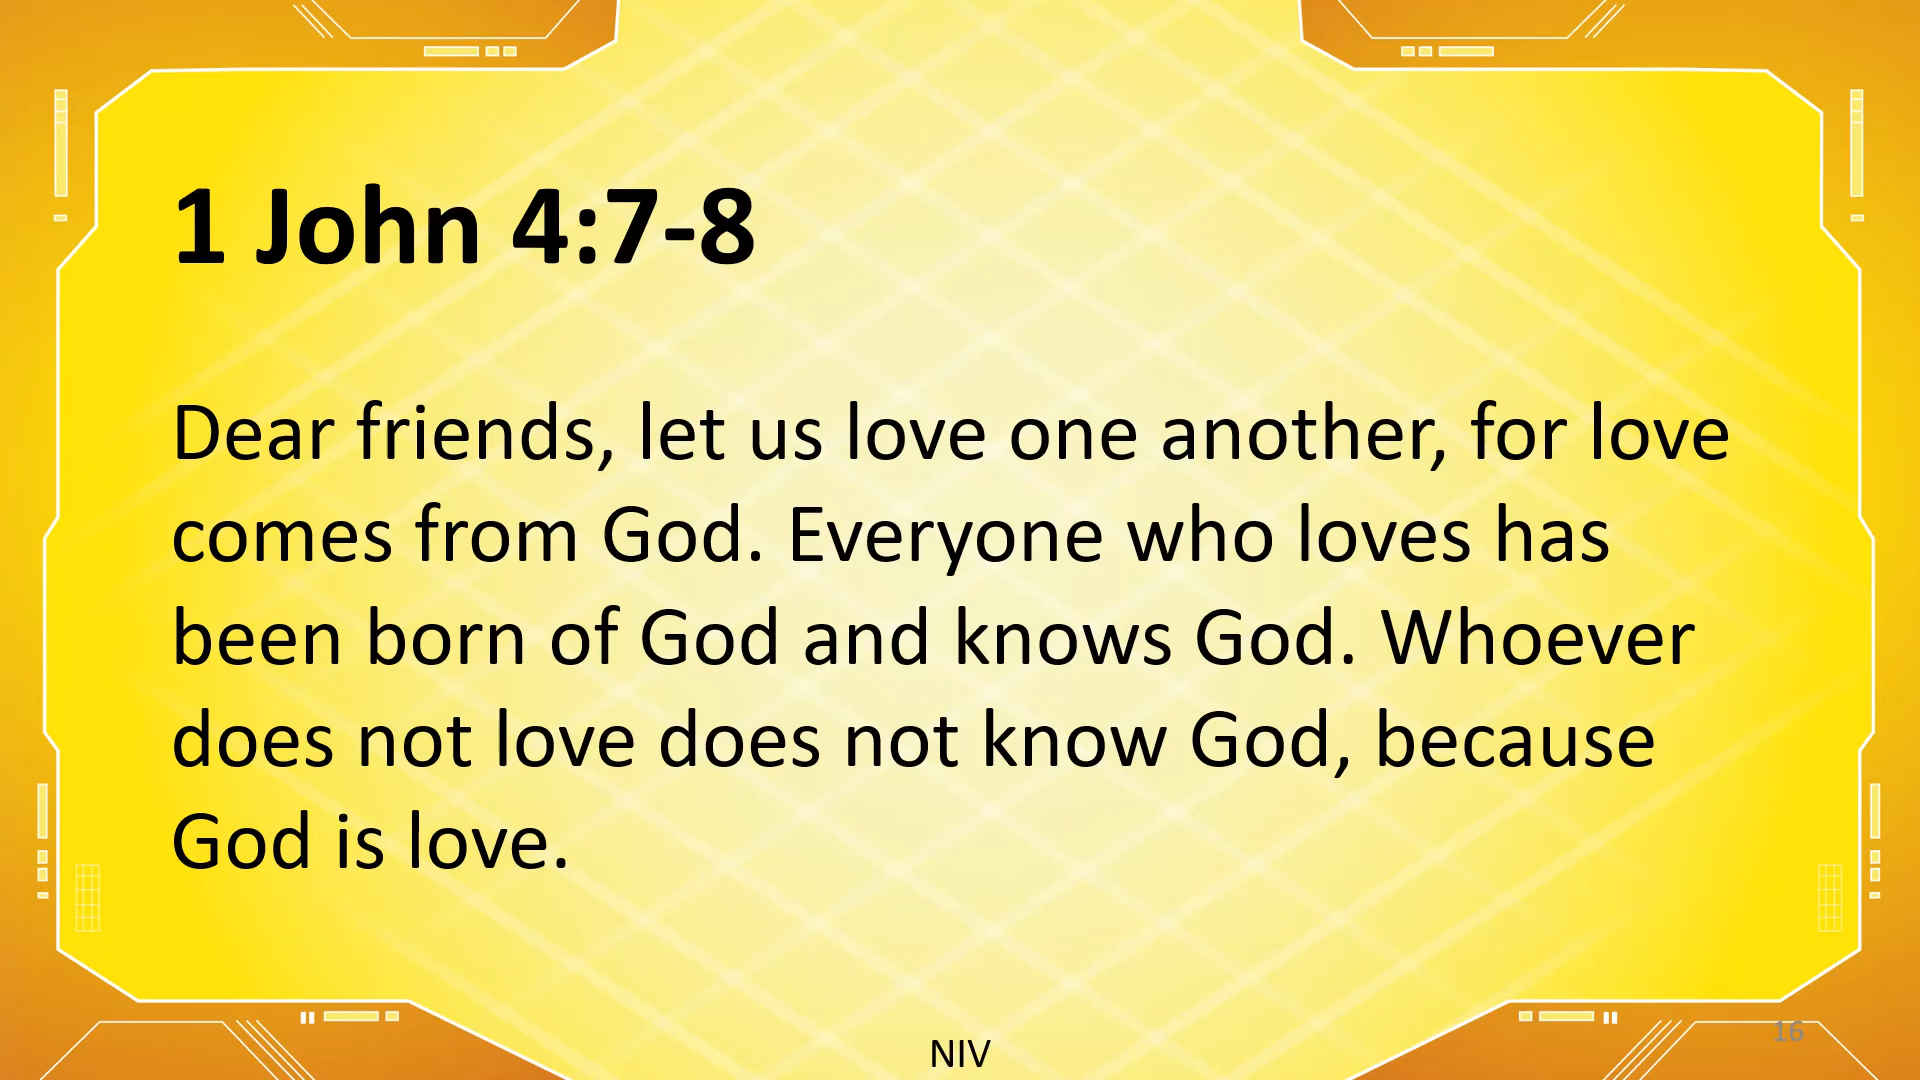 1 John 4:7-8
Dear friends, let us love one another, for love
comes from God. Everyone who loves has
been born of God and knows God. Whoever
does not love does not know God, because
God is love.
NIV
16